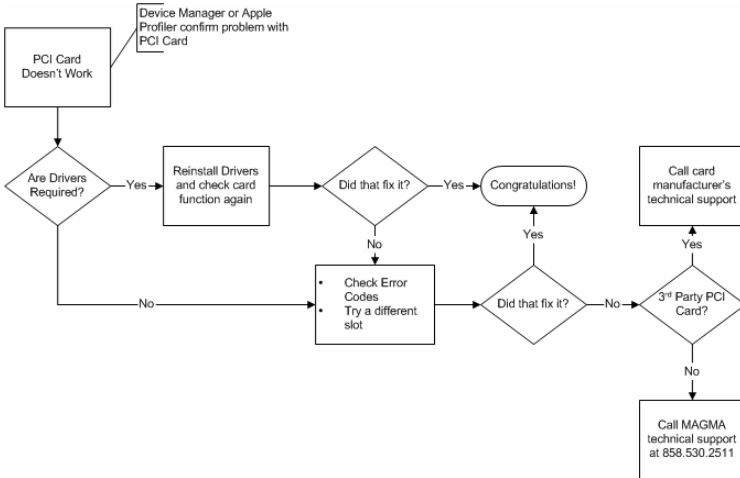 Device Manager or Apple
Profiler confirm problem with
PCI Card
PCI Card
Doesn't Work
Are Drivers
Required?
Yes
Reinstall Drivers
and check card
function again
Did that fix it?
Yes
Congratulations!
Call card
manufacturer's
technical support
No
Yes
Yes
• Check Error
Codes
• Try a different
slot
No
Did that fix it?
No
3rd Party PCI
Card?
No
Call MAGMA
technical support
at 858.530.2511